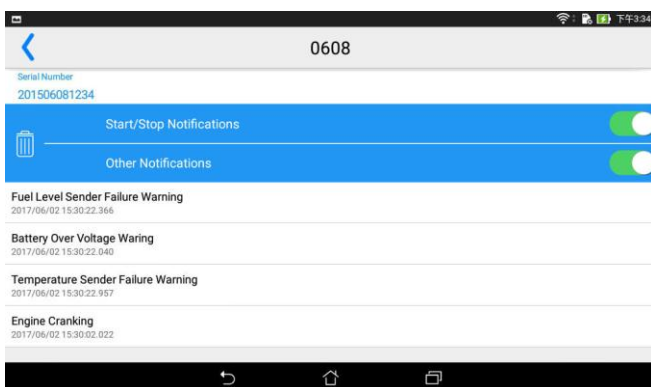 下午3:34
0608
Serial Number
201506081234
Start/Stop Notifications
Other Notifications
Fuel Level Sender Failure Warning
2017/06/02 15:30:22.366
Battery Over Voltage Waring
2017/06/02 15:30:22.040
Temperature Sender Failure Warning
2017/06/02 15:30:22.957
Engine Cranking
2017/06/02 15:30:02.022